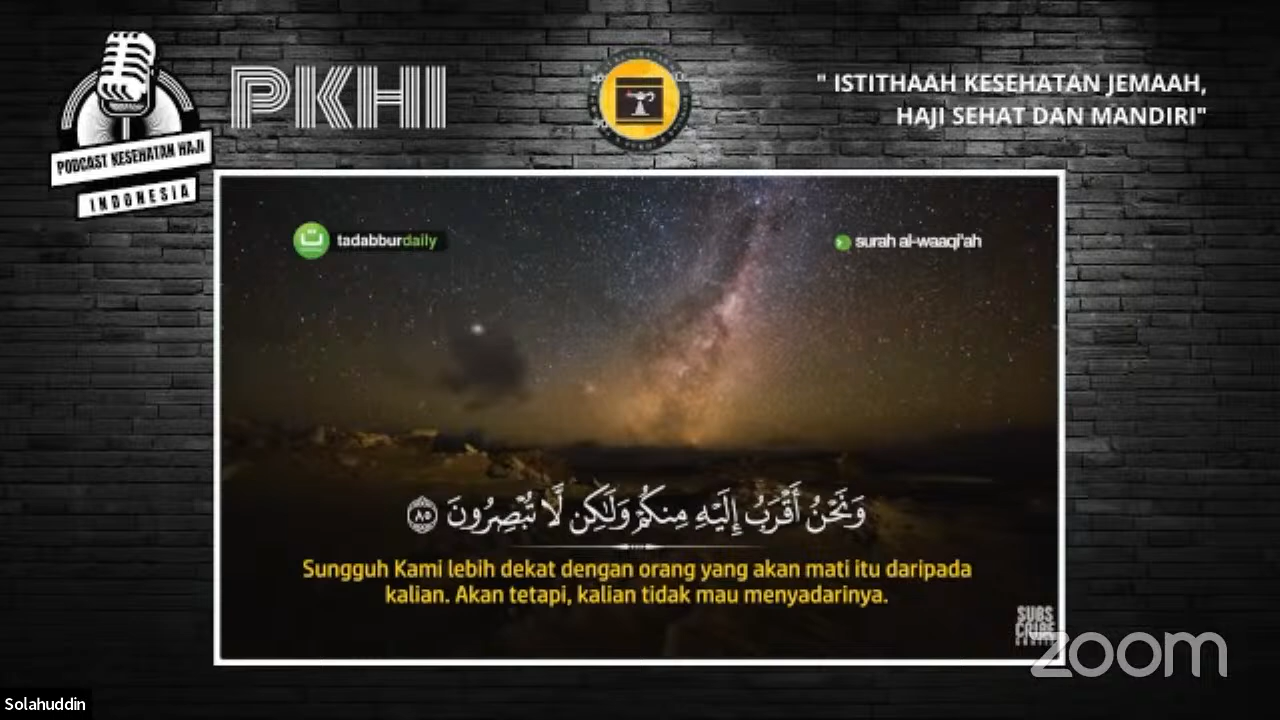 PODCAST KESEHATAN HAJI
INDONESIA
PKHI
" ISTITHAAH KESEHATAN JEMAAH,
HAJI SEHAT DAN MANDIRI"
tadabburdaily
surah al-waaqi'ah
وَنَحْنُ أَقْرَبُ إِلَيْهِ مِنكُمْ وَلَٰكِن لَّا تُبْصِرُونَ ٨٥
Sungguh Kami lebih dekat dengan orang yang akan mati itu daripada
kalian. Akan tetapi, kalian tidak mau menyadarinya.
SUBS
CRIBE
zoom
Solahuddin